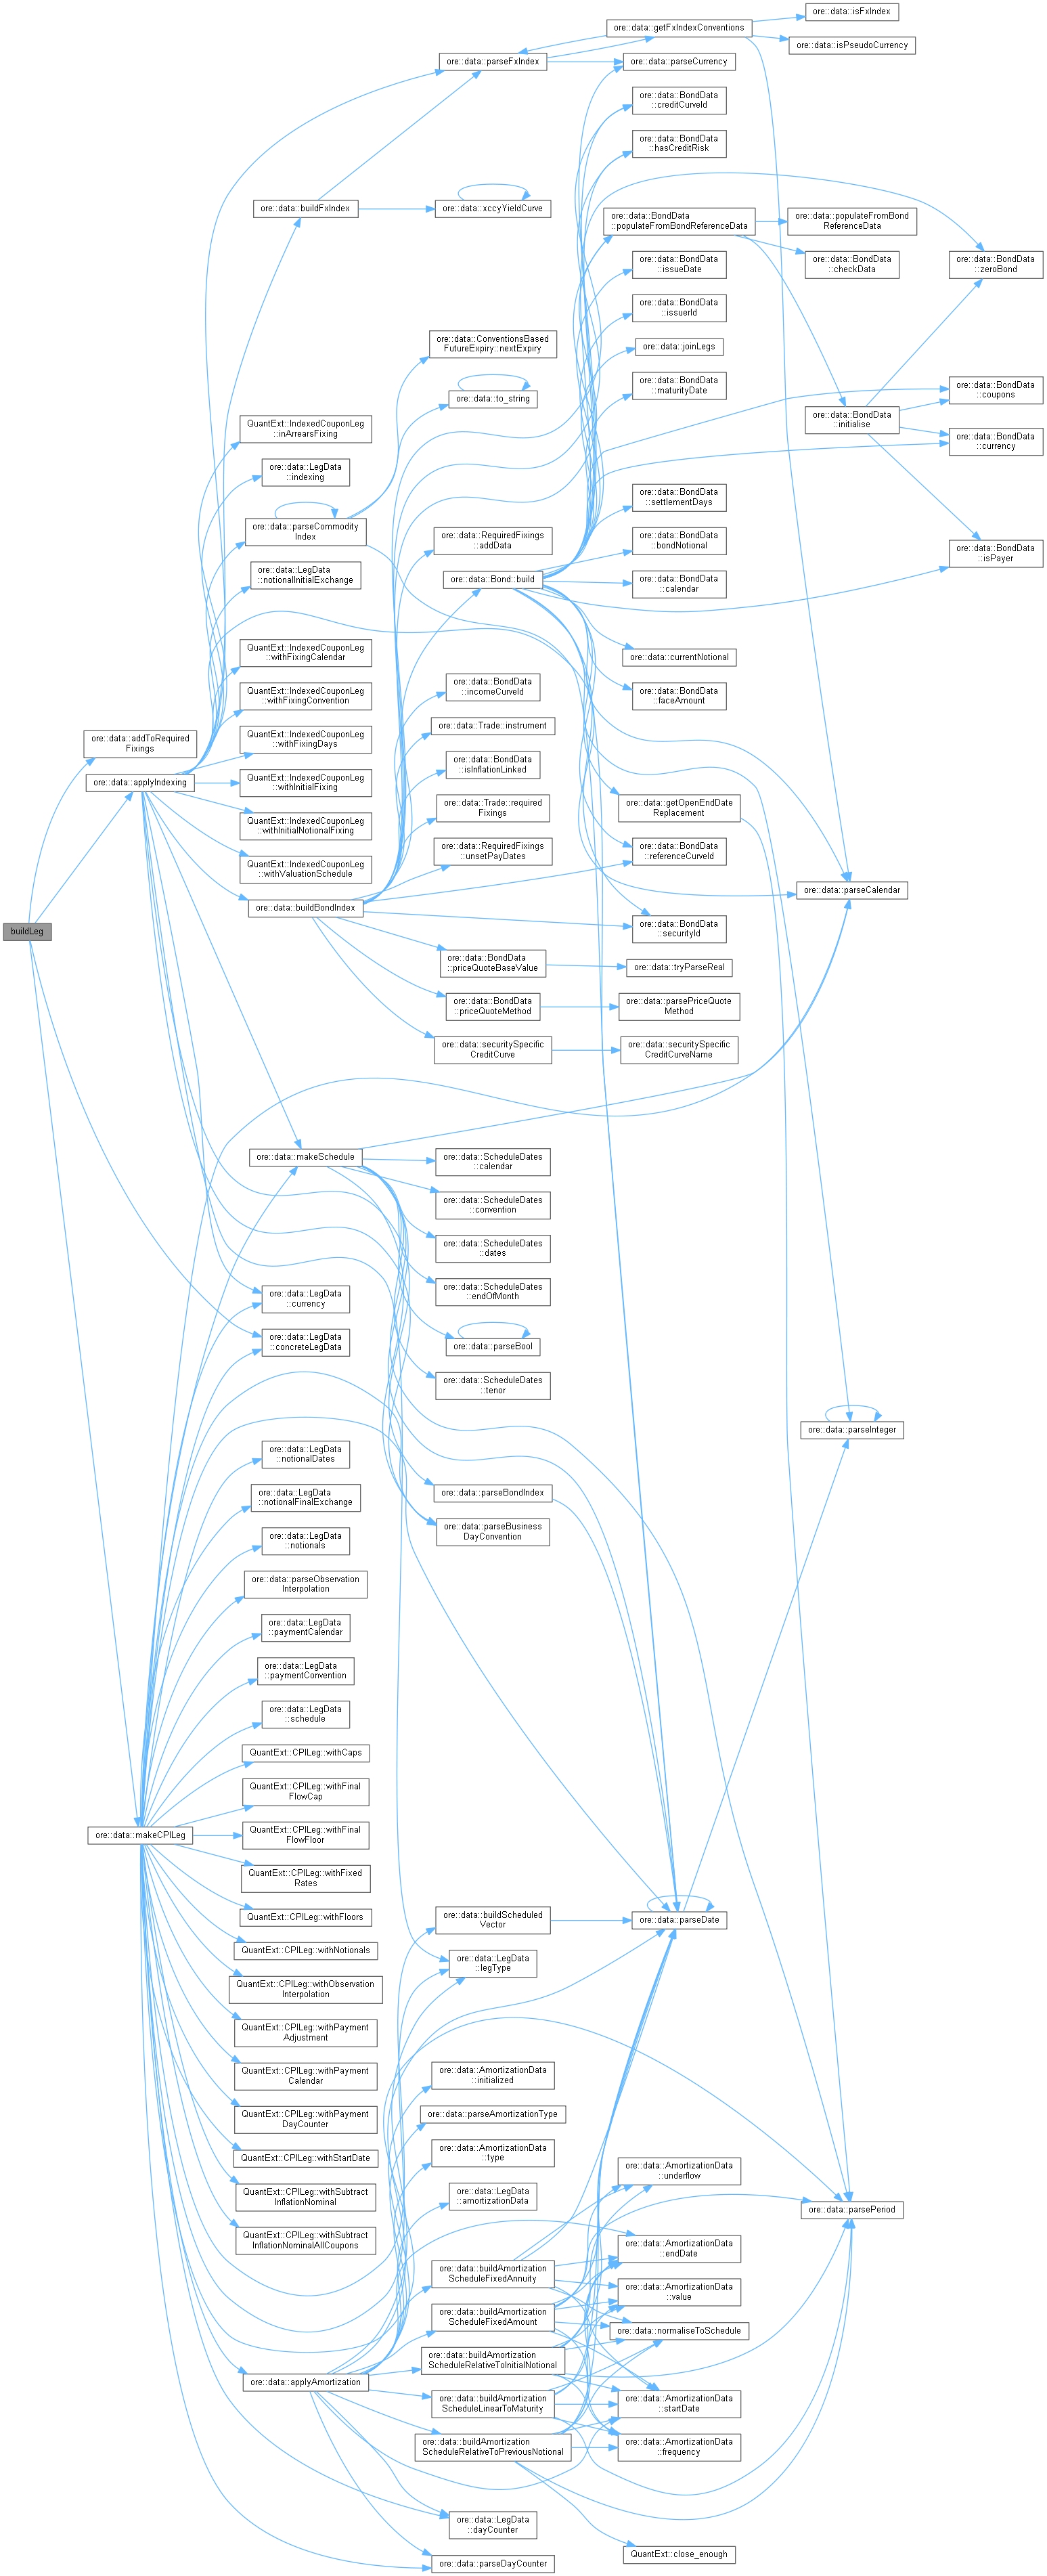 ore::data::isFxIndex
ore::data::getFxIndexConventions
ore::data::isPseudoCurrency
ore::data::parseFxIndex
ore::data::parseCurrency
ore::data::BondData
::creditCurveId
ore::data::BondData
::hasCreditRisk
ore::data::buildFxIndex
ore::data::xccyYieldCurve
ore::data::BondData
::populateFromBondReferenceData
ore::data::populateFromBond
ReferenceData
ore::data::BondData
::checkData
ore::data::BondData
::zeroBond
ore::data::BondData
::issueDate
ore::data::BondData
::issuerId
ore::data::ConventionsBased
FutureExpiry::nextExpiry
ore::data::joinLegs
ore::data::BondData
::maturityDate
ore::data::to_string
ore::data::BondData
::initialise
ore::data::BondData
::coupons
ore::data::BondData
::currency
QuantExt::IndexedCouponLeg
::inArrearsFixing
ore::data::LegData
::indexing
ore::data::parseCommodity
Index
ore::data::BondData
::settlementDays
ore::data::RequiredFixings
::addData
ore::data::BondData
::bondNotional
ore::data::BondData
::isPayer
ore::data::LegData
::notionalInitialExchange
ore::data::Bond::build
ore::data::BondData
::calendar
QuantExt::IndexedCouponLeg
::withFixingCalendar
ore::data::currentNotional
QuantExt::IndexedCouponLeg
::withFixingConvention
ore::data::BondData
::incomeCurveId
ore::data::BondData
::faceAmount
ore::data::addToRequired
Fixings
QuantExt::IndexedCouponLeg
::withFixingDays
ore::data::Trade::instrument
ore::data::applyIndexing
QuantExt::IndexedCouponLeg
::withInitialFixing
ore::data::BondData
::isInflationLinked
QuantExt::IndexedCouponLeg
::withInitialNotionalFixing
ore::data::Trade::required
Fixings
ore::data::getOpenEndDate
Replacement
QuantExt::IndexedCouponLeg
::withValuationSchedule
ore::data::RequiredFixings
::unsetPayDates
ore::data::BondData
::referenceCurveId
ore::data::parseCalendar
ore::data::buildBondIndex
buildLeg
ore::data::BondData
::securityId
ore::data::BondData
::priceQuoteBaseValue
ore::data::tryParseReal
ore::data::BondData
::priceQuoteMethod
ore::data::parsePriceQuote
Method
ore::data::securitySpecific
CreditCurve
ore::data::securitySpecific
CreditCurveName
ore::data::makeSchedule
ore::data::ScheduleDates
::calendar
ore::data::ScheduleDates
::convention
ore::data::ScheduleDates
::dates
ore::data::ScheduleDates
::endOfMonth
ore::data::LegData
::currency
ore::data::LegData
::concreteLegData
ore::data::parseBool
ore::data::ScheduleDates
::tenor
ore::data::parseInteger
ore::data::LegData
::notionalDates
ore::data::LegData
::notionalFinalExchange
ore::data::parseBondIndex
ore::data::LegData
::notionals
ore::data::parseBusiness
DayConvention
ore::data::parseObservation
Interpolation
ore::data::LegData
::paymentCalendar
ore::data::LegData
::paymentConvention
ore::data::LegData
::schedule
QuantExt::CPILeg::withCaps
QuantExt::CPILeg::withFinal
FlowCap
ore::data::makeCPILeg
QuantExt::CPILeg::withFinal
FlowFloor
QuantExt::CPILeg::withFixed
Rates
QuantExt::CPILeg::withFloors
ore::data::buildScheduled
Vector
ore::data::parseDate
QuantExt::CPILeg::withNotionals
ore::data::LegData
::legType
QuantExt::CPILeg::withObservation
Interpolation
QuantExt::CPILeg::withPayment
Adjustment
QuantExt::CPILeg::withPayment
Calendar
ore::data::AmortizationData
::initialized
QuantExt::CPILeg::withPayment
DayCounter
ore::data::parseAmortizationType
QuantExt::CPILeg::withStartDate
ore::data::AmortizationData
::type
QuantExt::CPILeg::withSubtract
InflationNominal
ore::data::LegData
::amortizationData
ore::data::AmortizationData
::underflow
ore::data::parsePeriod
QuantExt::CPILeg::withSubtract
InflationNominalAllCoupons
ore::data::AmortizationData
::endDate
ore::data::buildAmortization
ScheduleFixedAnnuity
ore::data::AmortizationData
::value
ore::data::buildAmortization
ScheduleFixedAmount
ore::data::normaliseToSchedule
ore::data::buildAmortization
ScheduleRelativeToInitialNotional
ore::data::applyAmortization
ore::data::buildAmortization
ScheduleLinearToMaturity
ore::data::AmortizationData
::startDate
ore::data::buildAmortization
ScheduleRelativeToPreviousNotional
ore::data::AmortizationData
::frequency
ore::data::LegData
::dayCounter
QuantExt::close_enough
ore::data::parseDayCounter